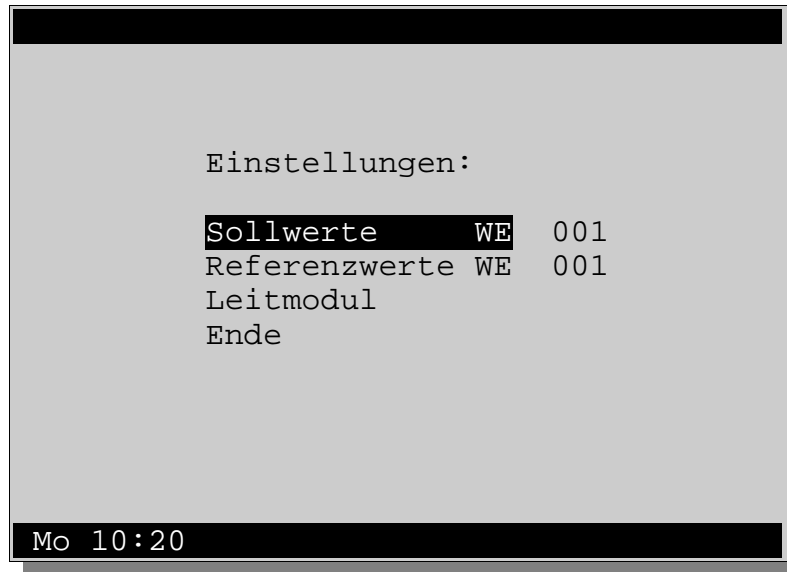 Einstellungen:
Sollwerte WE 001
Referenzwerte WE 001
Leitmodul
Ende
Mo 10:20